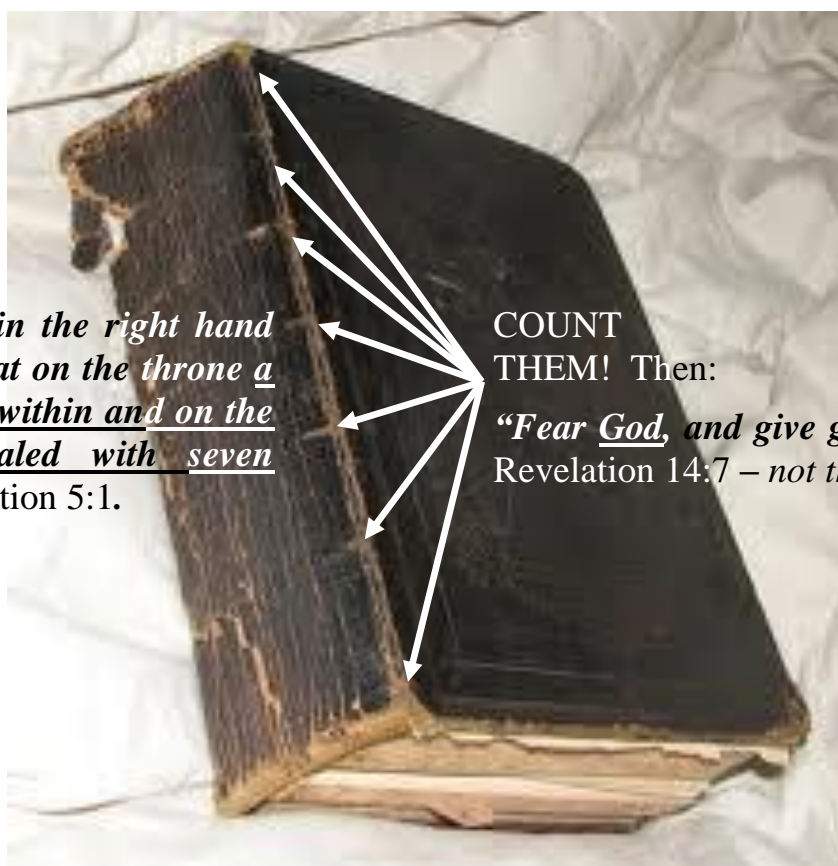 in the right hand
at on the throne a
within and on the
aled with seven
tion 5:1.
COUNT
THEM! Then:
“Fear God, and give g
Revelation 14:7 – not th